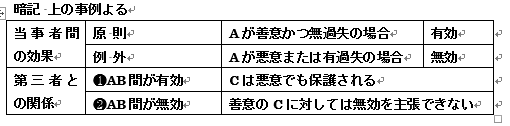 暗記 上の事例よる
当事者間の効果 原 則 Aが善意かつ無過失の場合 有効
例 外 Aが悪意または有過失の場合 無効
第三者との関係 ❶AB間が有効 Cは悪意でも保護される
❷AB間が無効 善意のCに対しては無効を主張できない